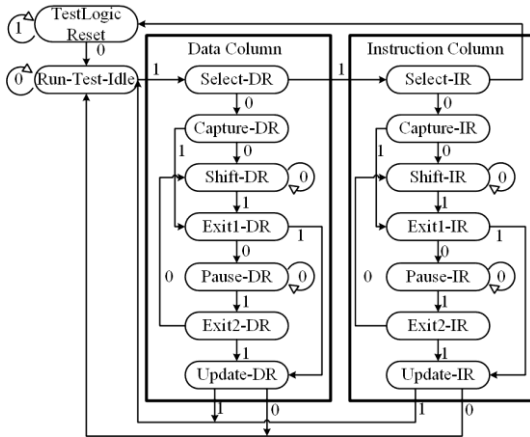 TestLogic
Reset
1
0
Data Column
Instruction Column
0
Run-Test-Idle
1
Select-DR
1
Select-IR
0
0
Capture-DR
Capture-IR
1
0
1
0
Shift-DR
0
Shift-IR
0
1
1
Exit1-DR
1
Exit1-IR
1
0
0
0
Pause-DR
0
0
Pause-IR
0
1
1
Exit2-DR
Exit2-IR
1
1
Update-DR
Update-IR
1
0
1
0